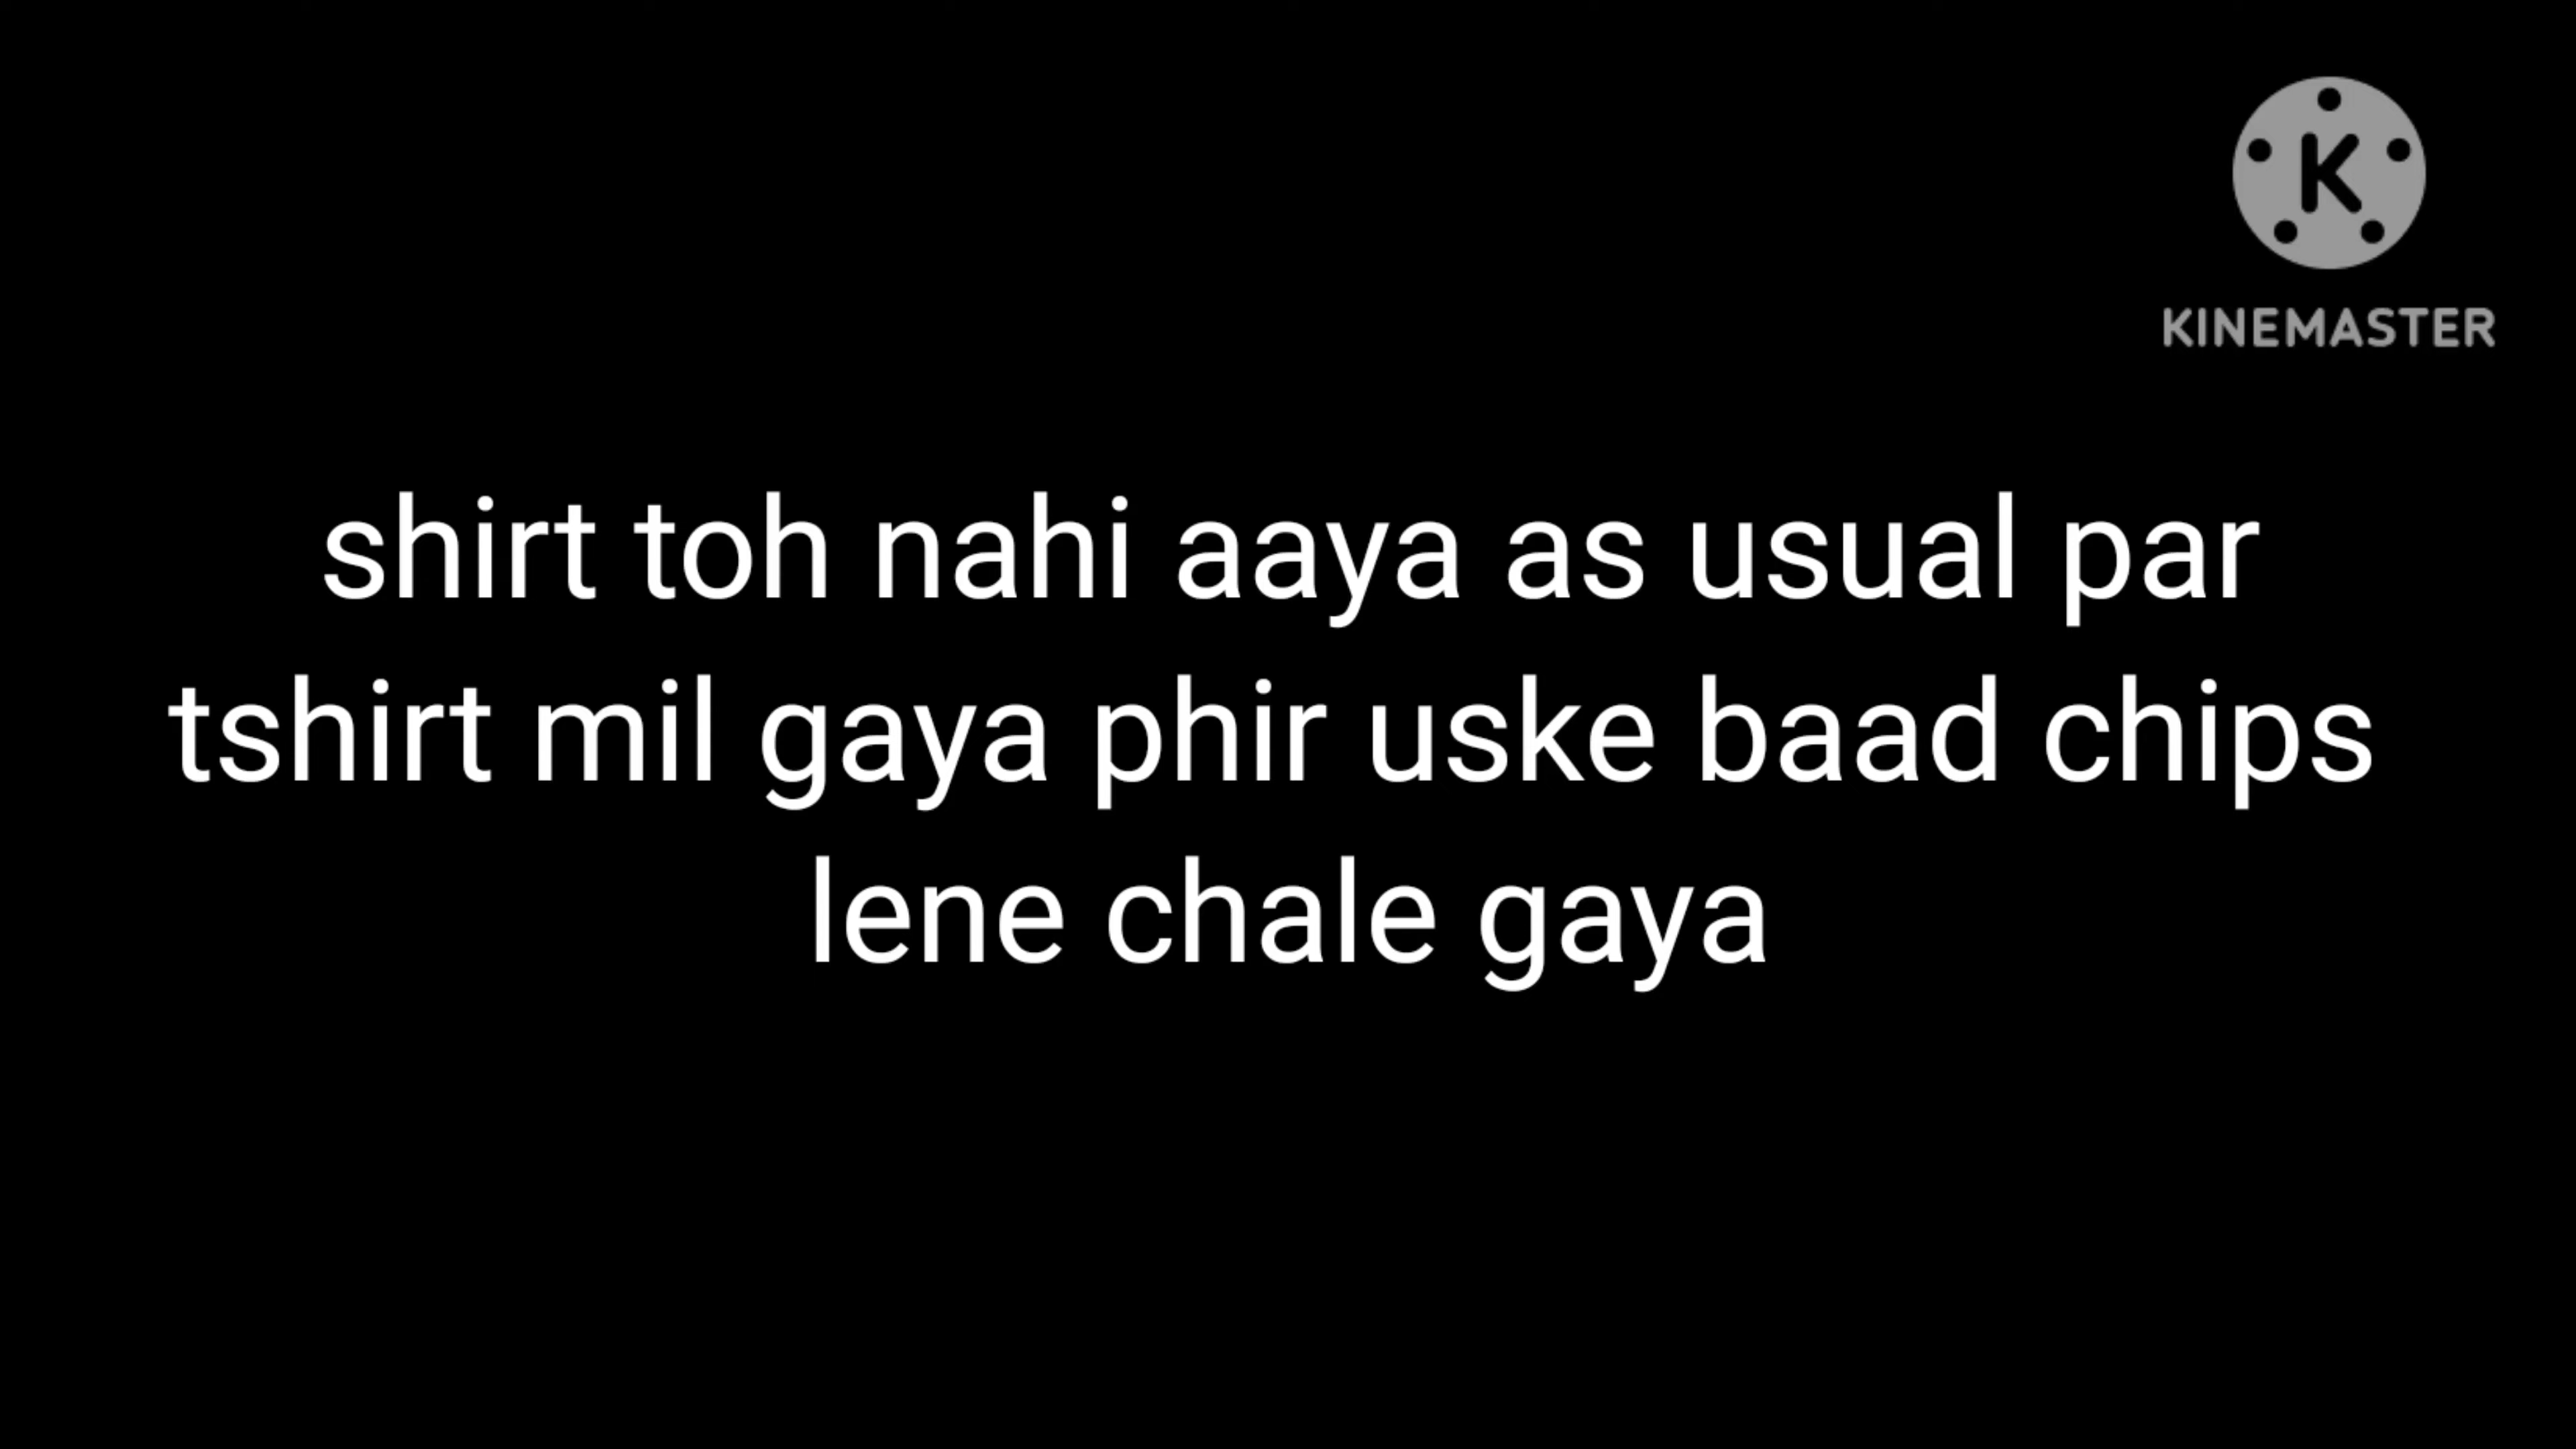 KINEMASTER
shirt toh nahi aaya as usual par
tshirt mil gaya phir uske baad chips
lene chale gaya